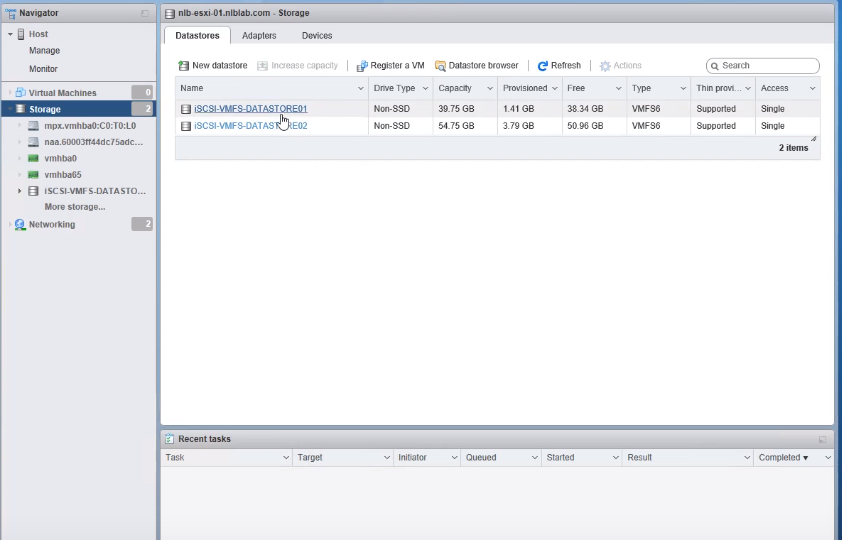 Navigator
Host
Manage
Monitor
Virtual Machines 0
Storage 2
mpx.vmhba0:C0:T0:L0
naa.60003ff44dc75adc...
vmhba0
vmhba65
iSCSI-VMFS-DATASTO...
More storage...
Networking 2
nlb-esxi-01.nlblab.com - Storage
Datastores Adapters Devices
New datastore Increase capacity Register a VM Datastore browser Refresh Actions Search
Name Drive Type Capacity Provisioned Free Type Thin provi... Access
iSCSI-VMFS-DATASTORE01 Non-SSD 39.75 GB 1.41 GB 38.34 GB VMFS6 Supported Single
iSCSI-VMFS-DATASTORE02 Non-SSD 54.75 GB 3.79 GB 50.96 GB VMFS6 Supported Single
2 items
Recent tasks
Task Target Initiator Queued Started Result Completed